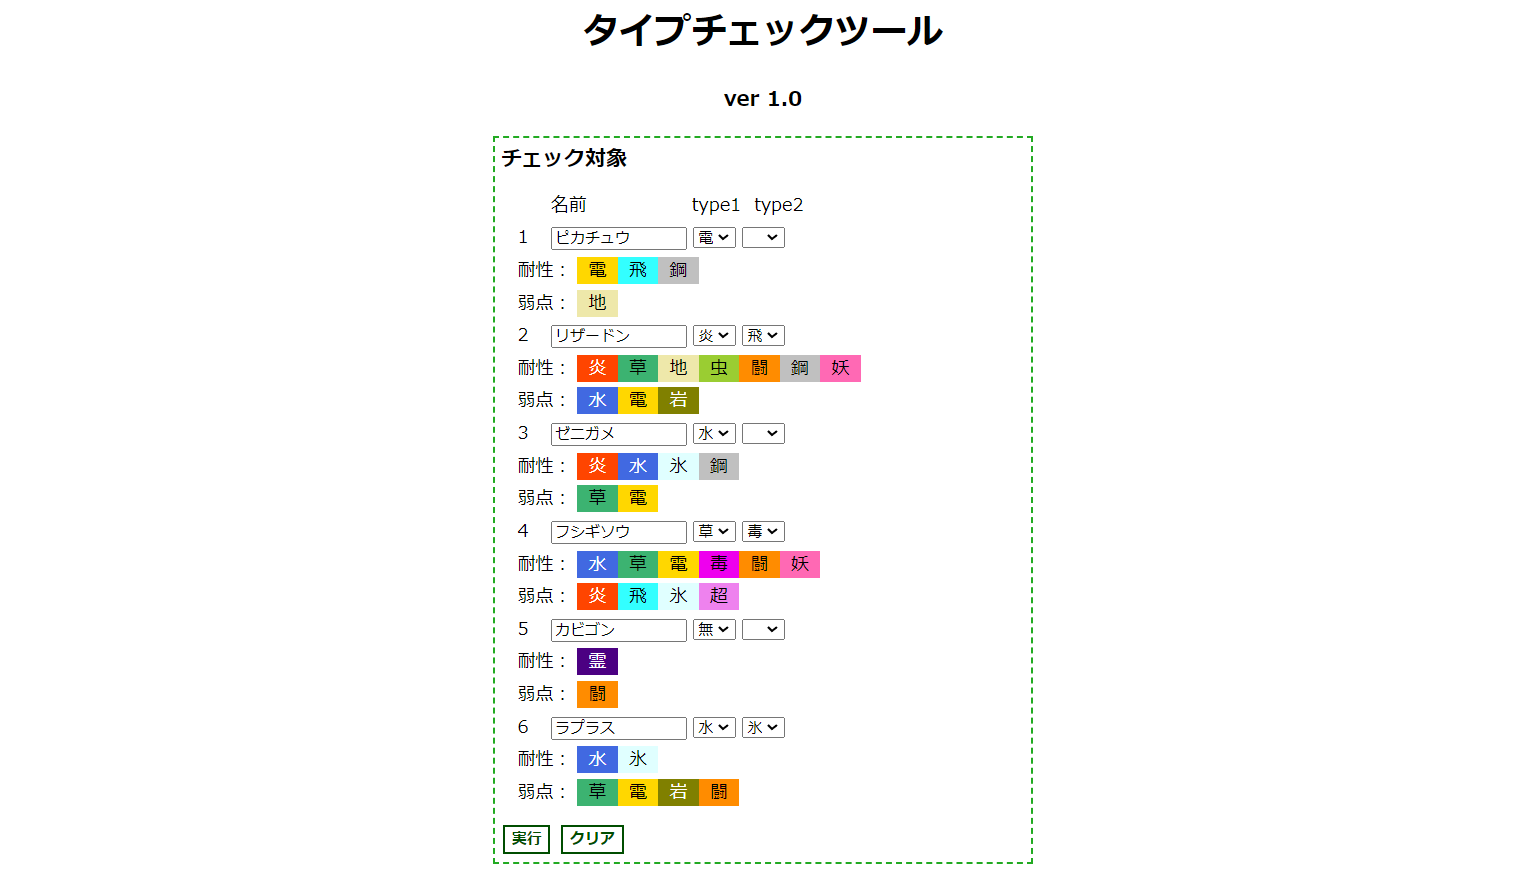 タイプチェックツール
ver 1.0
チェック対象
名前 type1 type2
1 ピカチュウ 電
耐性： 電 飛 鋼
弱点： 地
2 リザードン 炎 飛
耐性： 炎 草 地 虫 闘 鋼 妖
弱点： 水 電 岩
3 ゼニガメ 水
耐性： 炎 水 氷 鋼
弱点： 草 電
4 フシギソウ 草 毒
耐性： 水 草 電 毒 闘 妖
弱点： 炎 飛 氷 超
5 カビゴン 無
耐性： 霊
弱点： 闘
6 ラプラス 水 氷
耐性： 水 氷
弱点： 草 電 岩 闘
実行 クリア